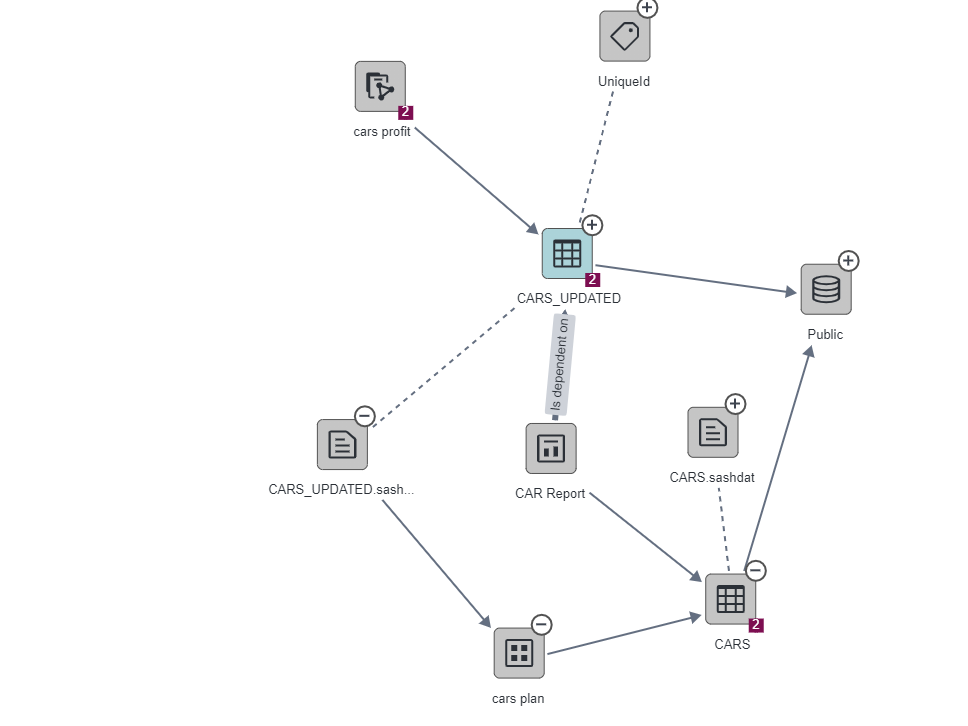 UniqueId
2
cars profit
2
CARS_UPDATED
Public
Is dependent on
CARS_UPDATED.sash...
CAR Report
CARS.sashdat
2
CARS
cars plan